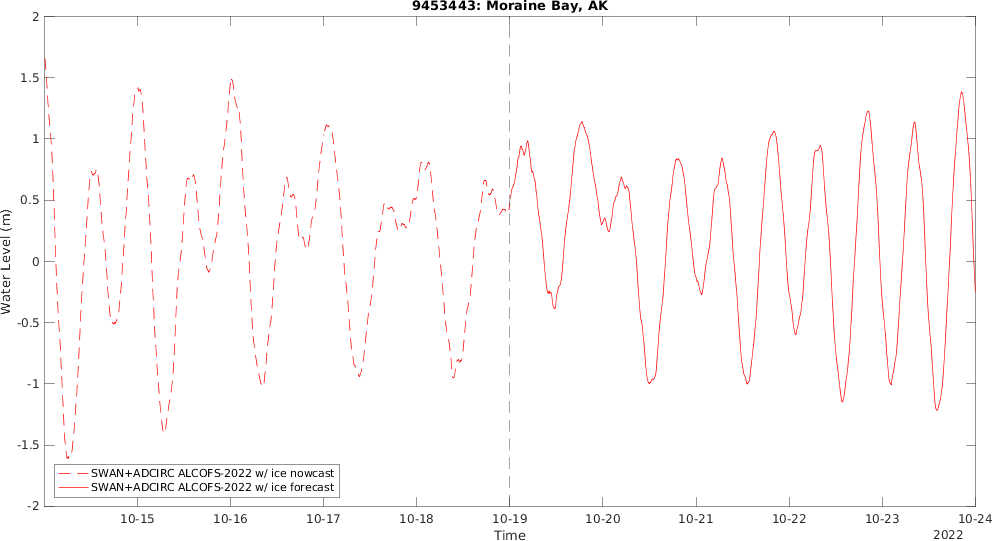 9453443: Moraine Bay, AK
2
1.5
1
0.5
0
-0.5
-1
-1.5
-2
Water Level (m)
SWAN+ADCIRC ALCOFS-2022 w/ ice nowcast
SWAN+ADCIRC ALCOFS-2022 w/ ice forecast
10-15 10-16 10-17 10-18 10-19 10-20 10-21 10-22 10-23 10-24
Time
2022